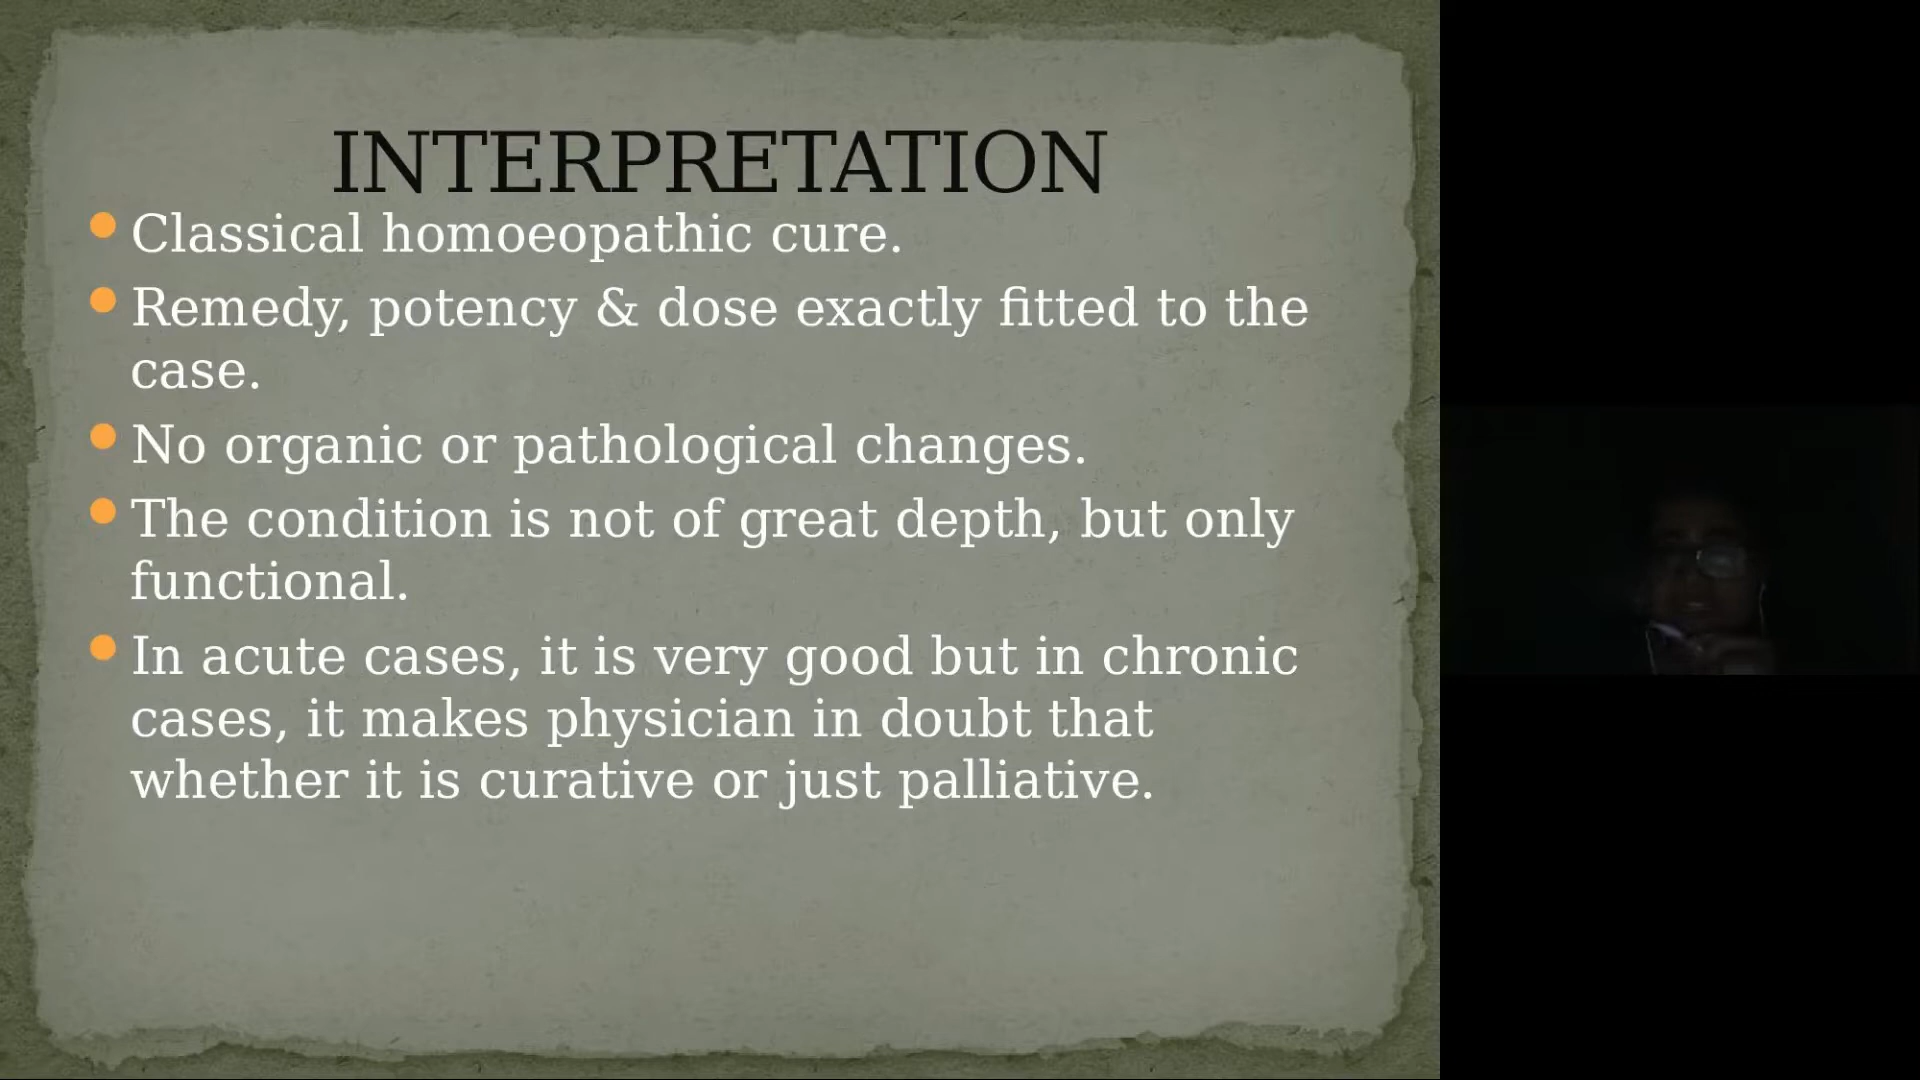 INTERPRETATION
Classical homoeopathic cure.
Remedy, potency & dose exactly fitted to the
case.
No organic or pathological changes.
The condition is not of great depth, but only
functional.
In acute cases, it is very good but in chronic
cases, it makes physician in doubt that
whether it is curative or just palliative.